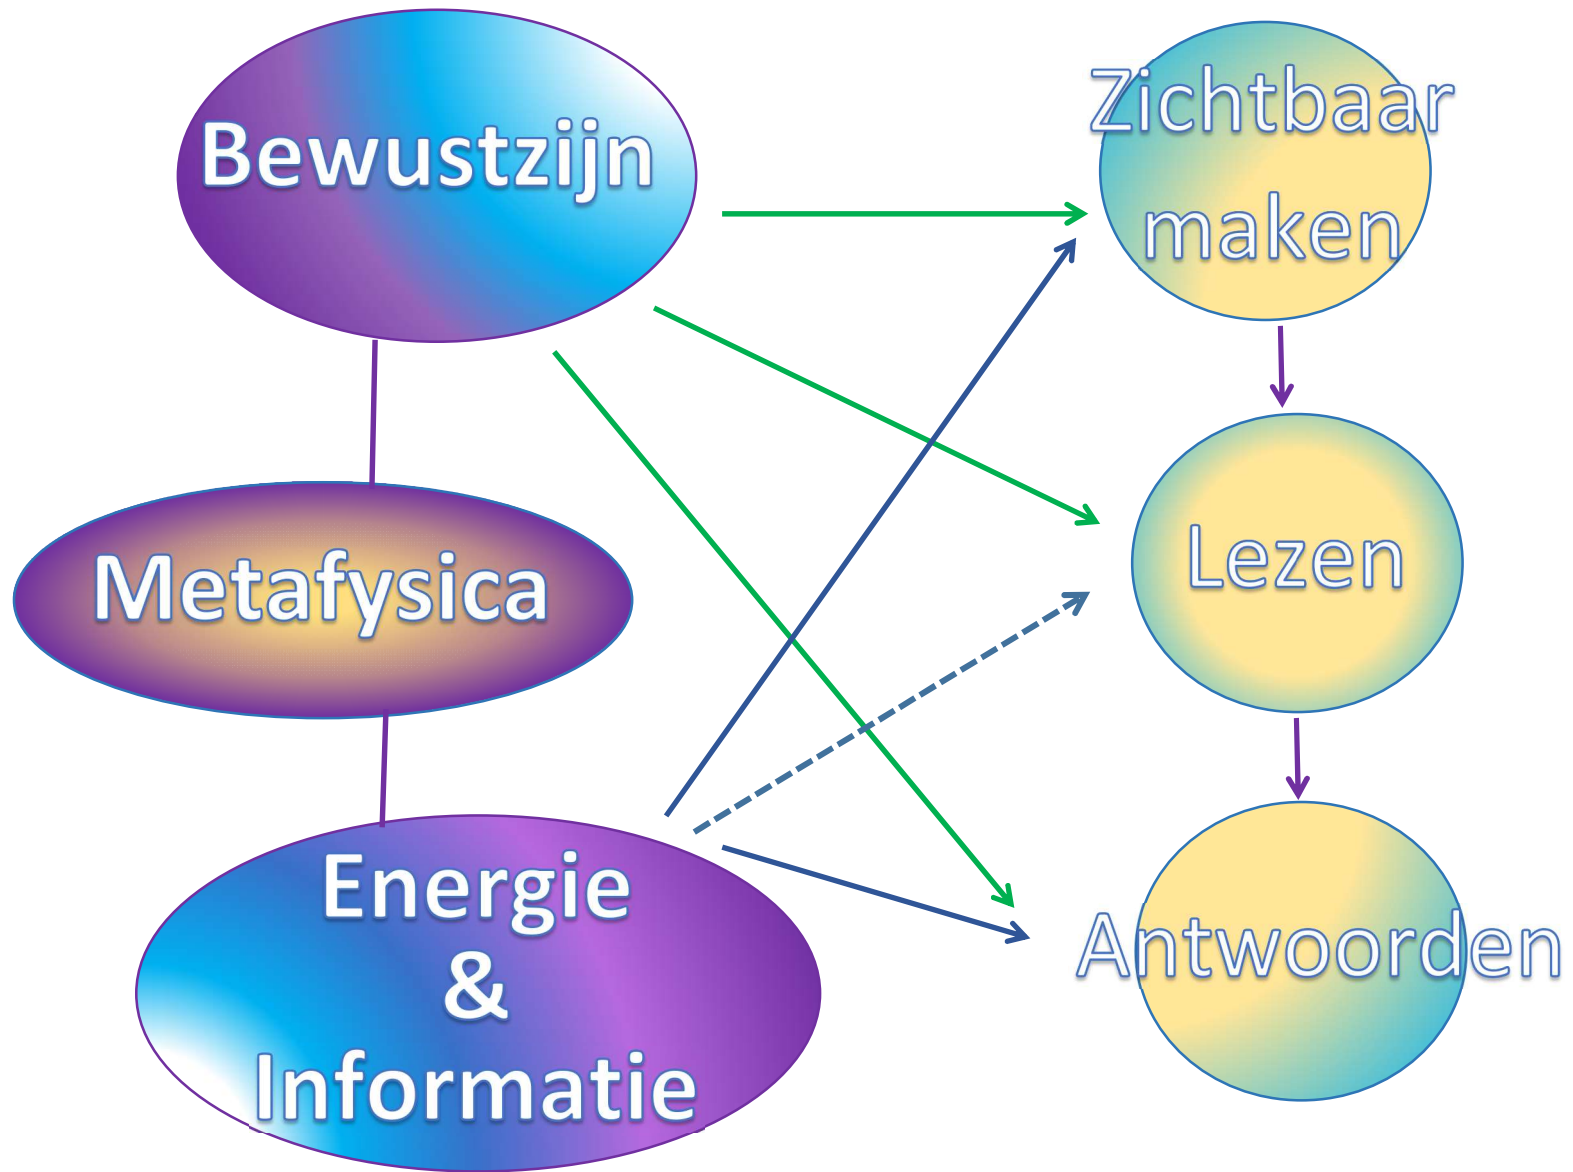 Bewustzijn
Metafysica
Energie
&
Informatie
Zichtbaar
maken
Lezen
Antwoorden